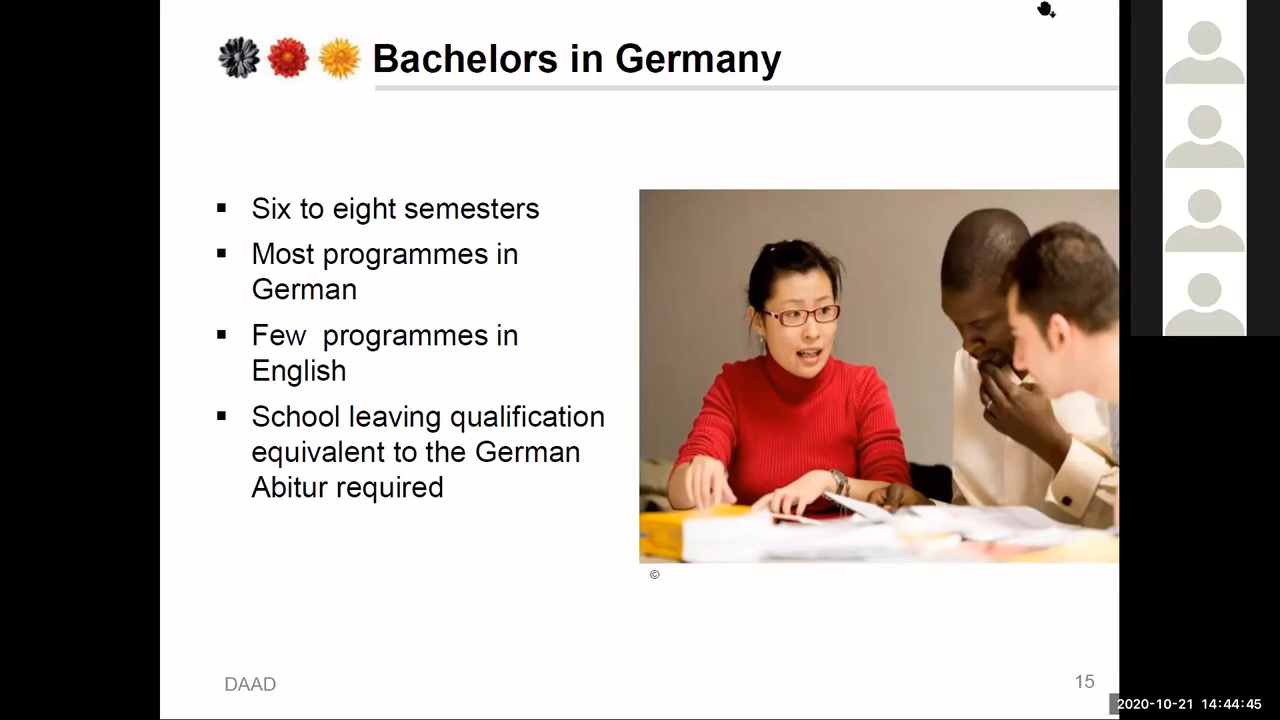 Bachelors in Germany
▪ Six to eight semesters
▪ Most programmes in
German
▪ Few  programmes in
English
▪ School leaving qualification
equivalent to the German
Abitur required
©
DAAD
15
2020-10-21 14:44:45